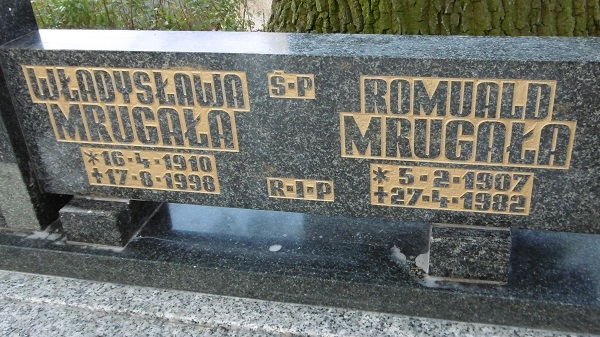 WŁADYSŁAWA
MRUGAŁA
*16·4·1910
+17·8·1998
Ś·P
R·I·P
ROMUALD
MRUGAŁA
*5·2·1907
+27·4·1982